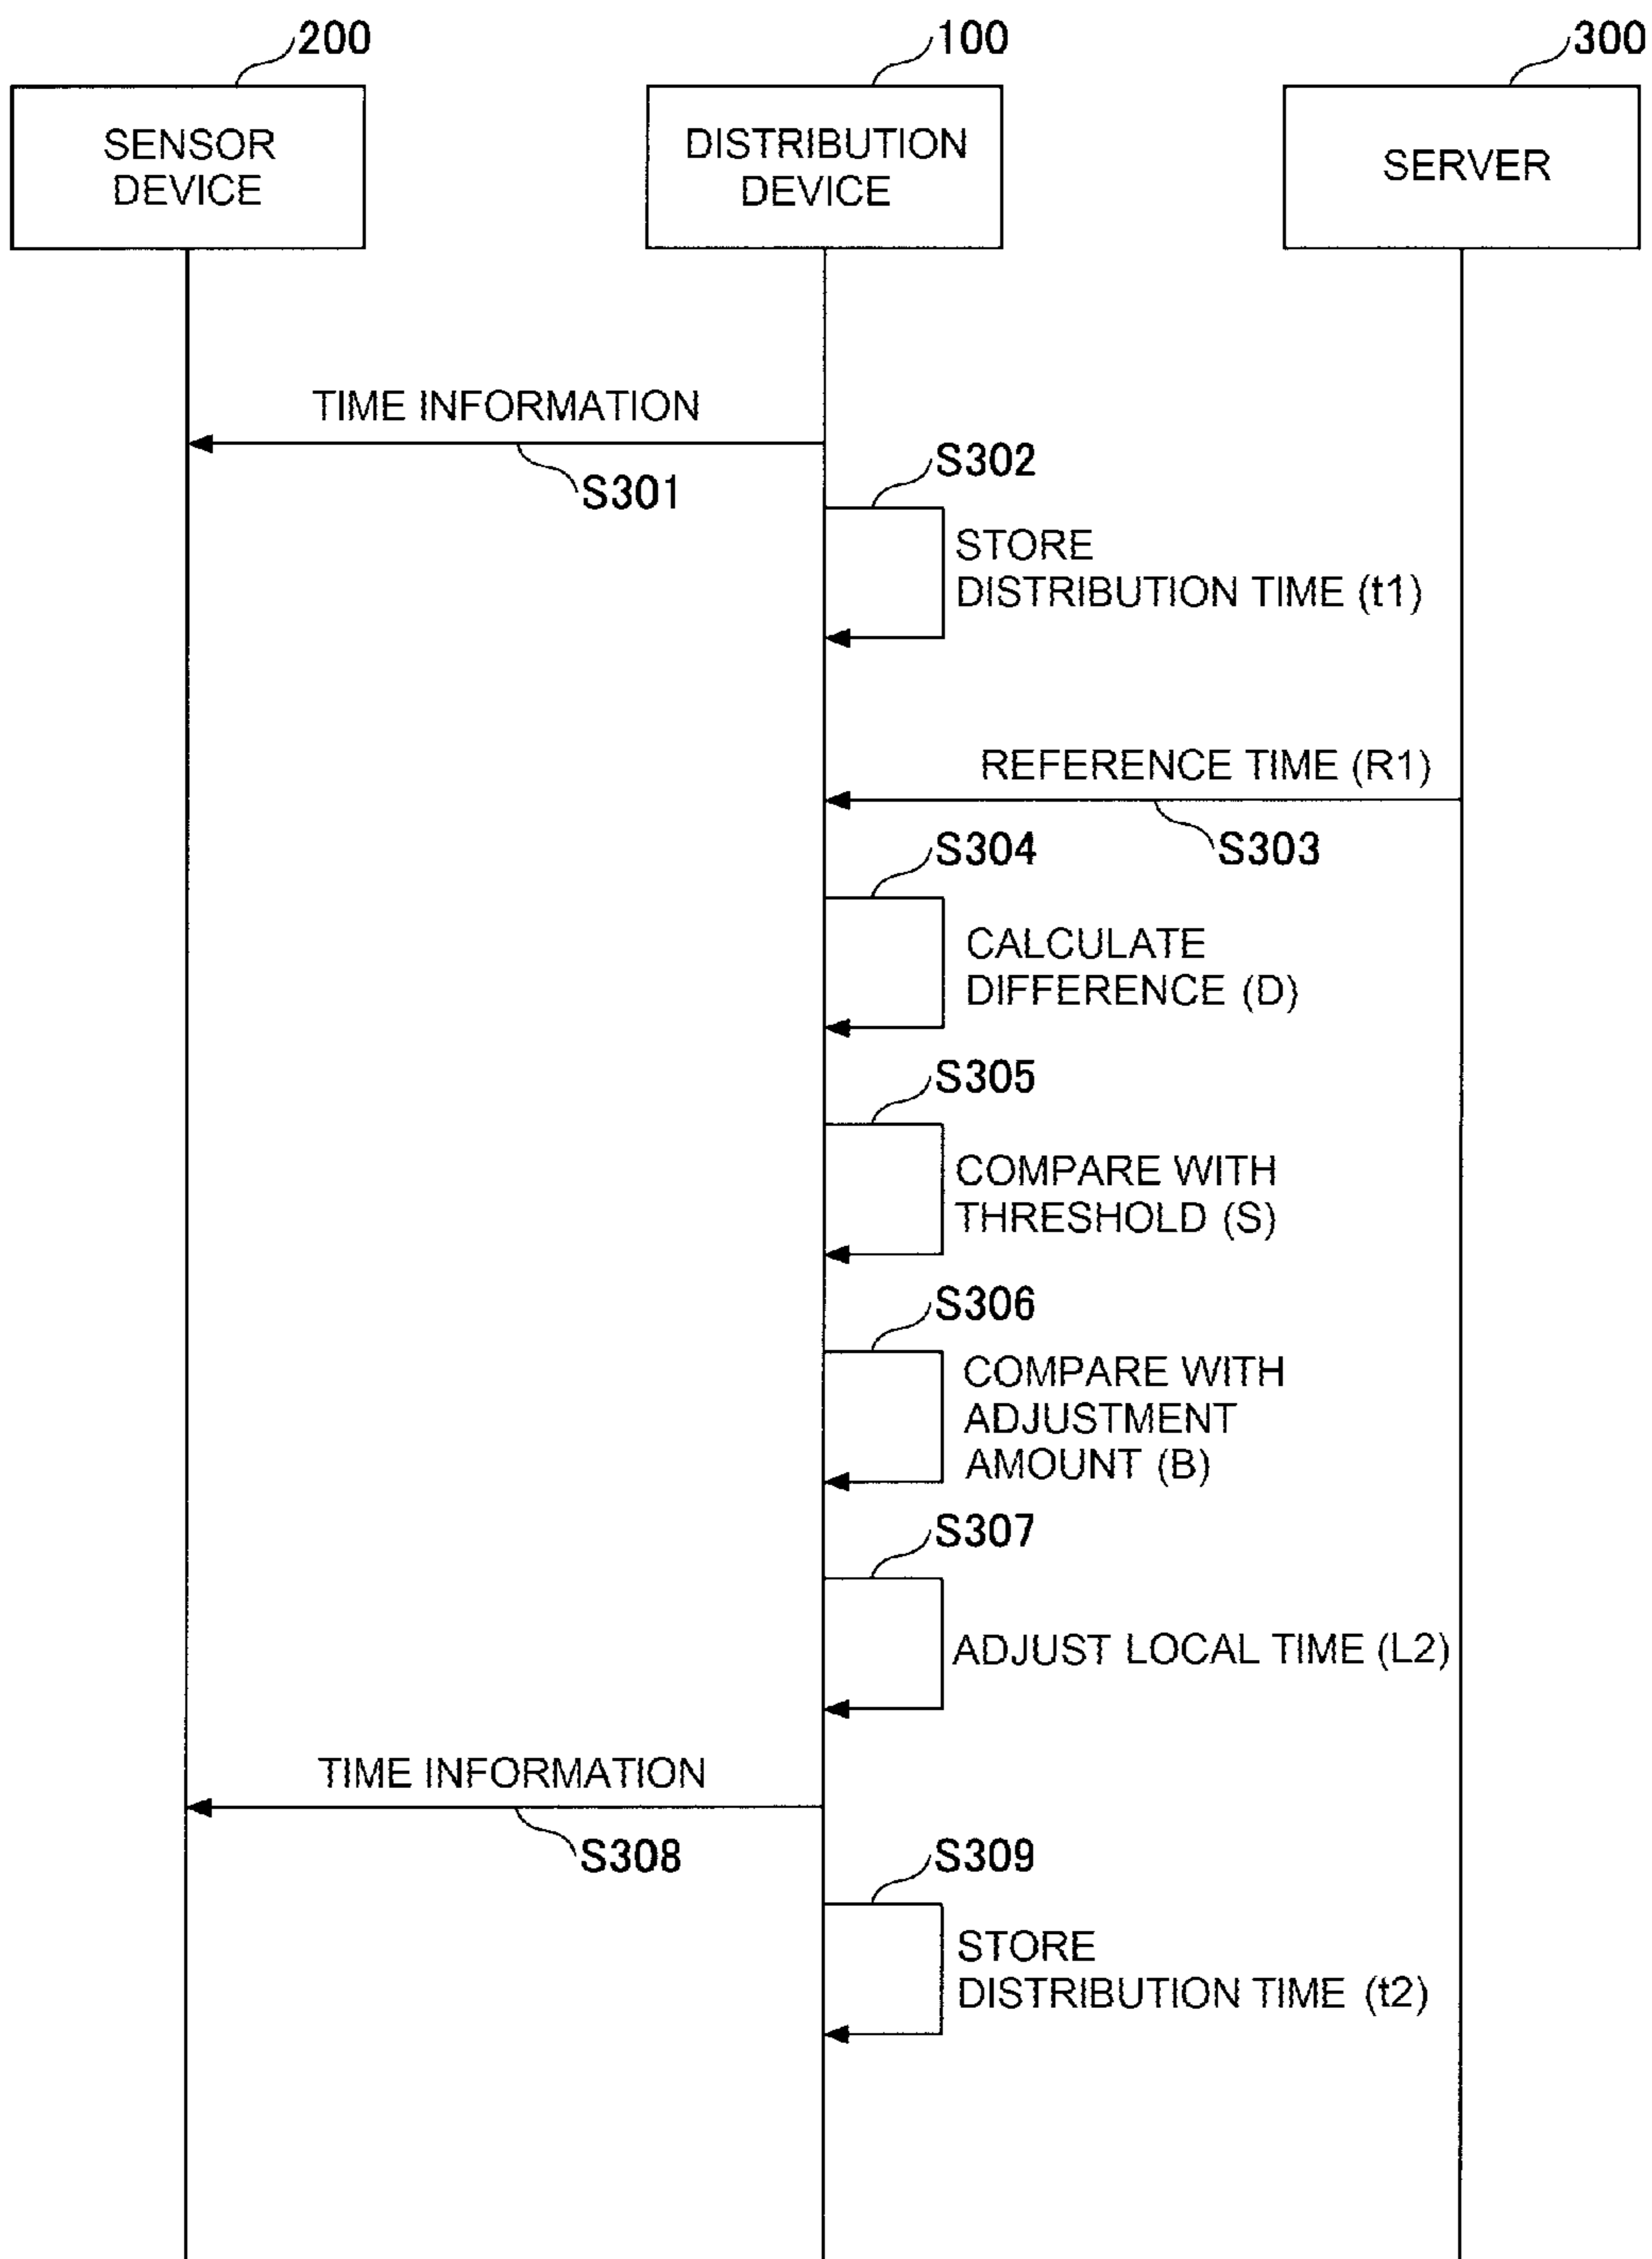 200
100
300
SENSOR
DEVICE
DISTRIBUTION
DEVICE
SERVER
TIME INFORMATION
S301
S302
STORE
DISTRIBUTION TIME (t1)
REFERENCE TIME (R1)
S303
S304
CALCULATE
DIFFERENCE (D)
S305
COMPARE WITH
THRESHOLD (S)
S306
COMPARE WITH
ADJUSTMENT
AMOUNT (B)
S307
ADJUST LOCAL TIME (L2)
TIME INFORMATION
S308
S309
STORE
DISTRIBUTION TIME (t2)